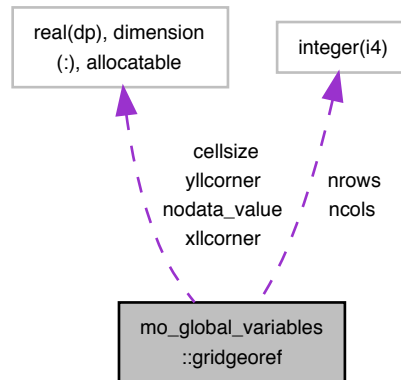 real(dp), dimension
(:), allocatable
integer(i4)
cellsize
yllcorner
nodata_value
xllcorner
nrows
ncols
mo_global_variables
::gridgeoref